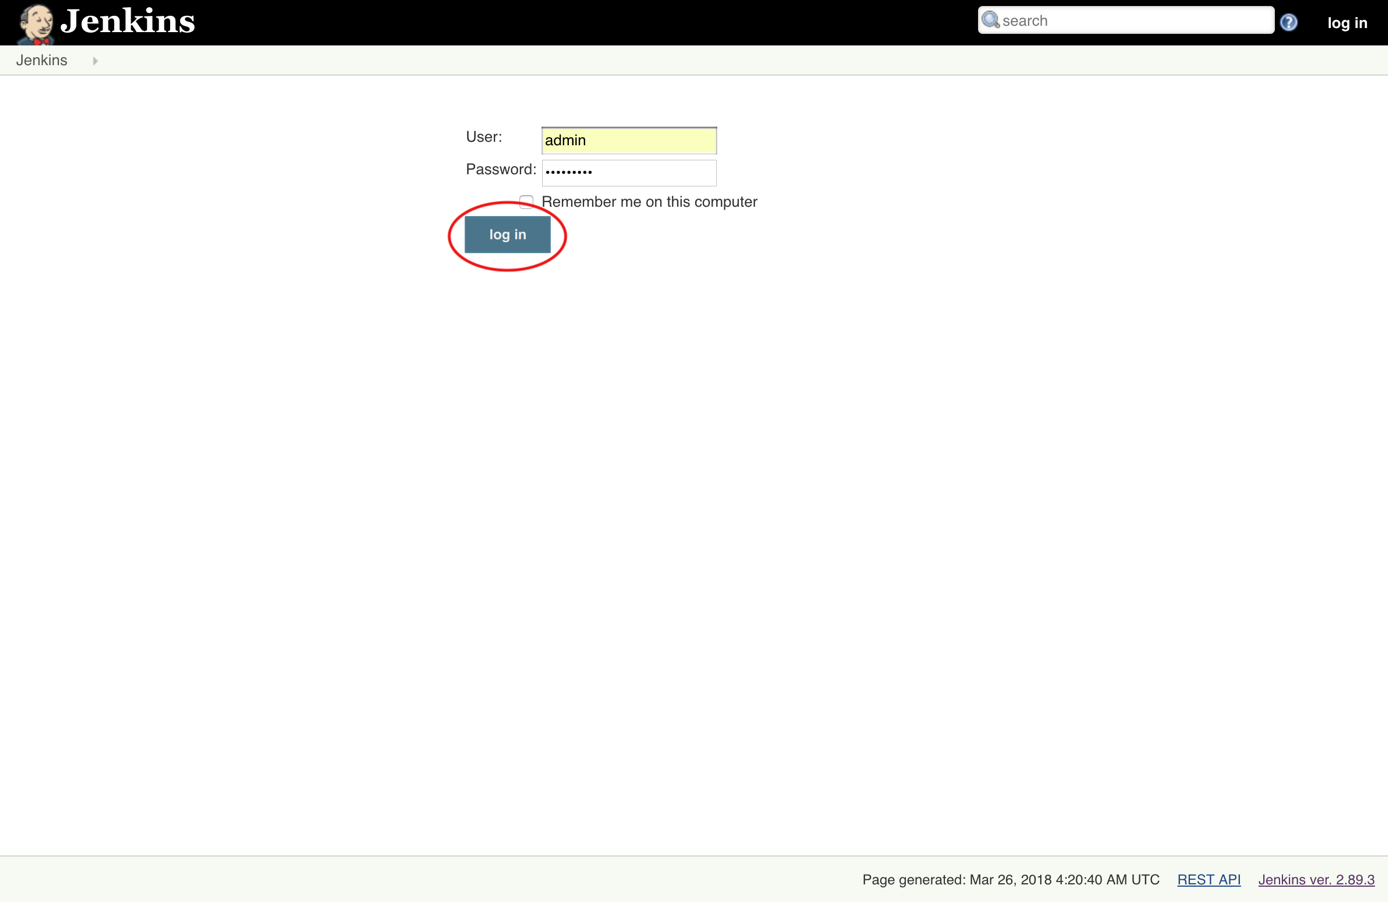 Jenkins
search
log in
Jenkins
User: admin
Password: •••••••••
Remember me on this computer
log in
Page generated: Mar 26, 2018 4:20:40 AM UTC REST API Jenkins ver. 2.89.3